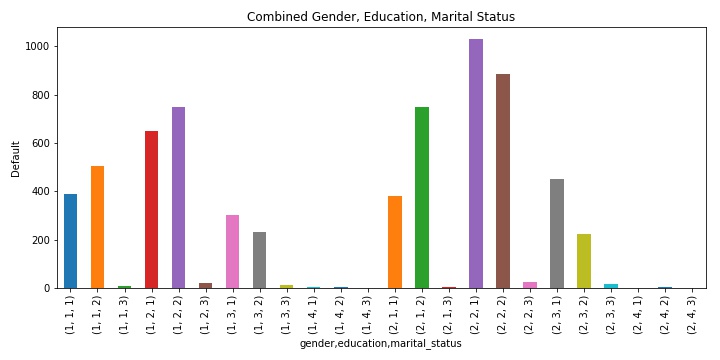 Combined Gender, Education, Marital Status
1000
800
600
400
200
0
Default
(1, 1, 1)
(1, 1, 2)
(1, 1, 3)
(1, 2, 1)
(1, 2, 2)
(1, 2, 3)
(1, 3, 1)
(1, 3, 2)
(1, 3, 3)
(1, 4, 1)
(1, 4, 2)
(1, 4, 3)
(2, 1, 1)
(2, 1, 2)
(2, 1, 3)
(2, 2, 1)
(2, 2, 2)
(2, 2, 3)
(2, 3, 1)
(2, 3, 2)
(2, 3, 3)
(2, 4, 1)
(2, 4, 2)
(2, 4, 3)
gender,education,marital_status